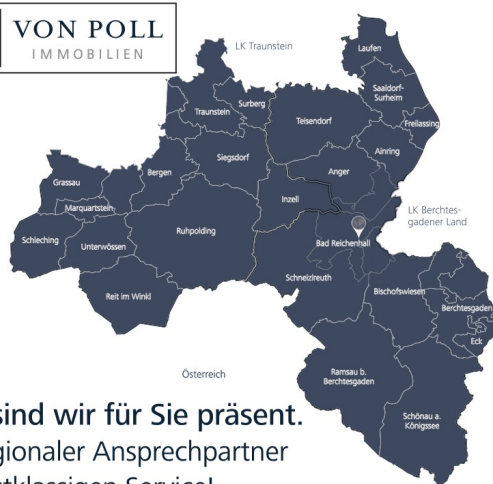 VON POLL
IMMOBILIEN
LK Traunstein
Laufen
Saaldorf-
Surheim
Surberg
Traunstein
Teisendorf
Freilassing
Ainring
Siegsdorf
Anger
Bergen
Grassau
Inzell
Marquartstein
LK Berchtes-
gadener Land
Ruhpolding
Schleching
Unterwössen
Bad Reichenhall
Schneizlreuth
Reit im Winkl
Bischofswiesen
Berchtesgaden
Eck
Österreich
Ramsau b.
Berchtesgaden
Schönau a.
Königssee
sind wir für Sie präsent.
gionaler Ansprechpartner
stklassigen Service!